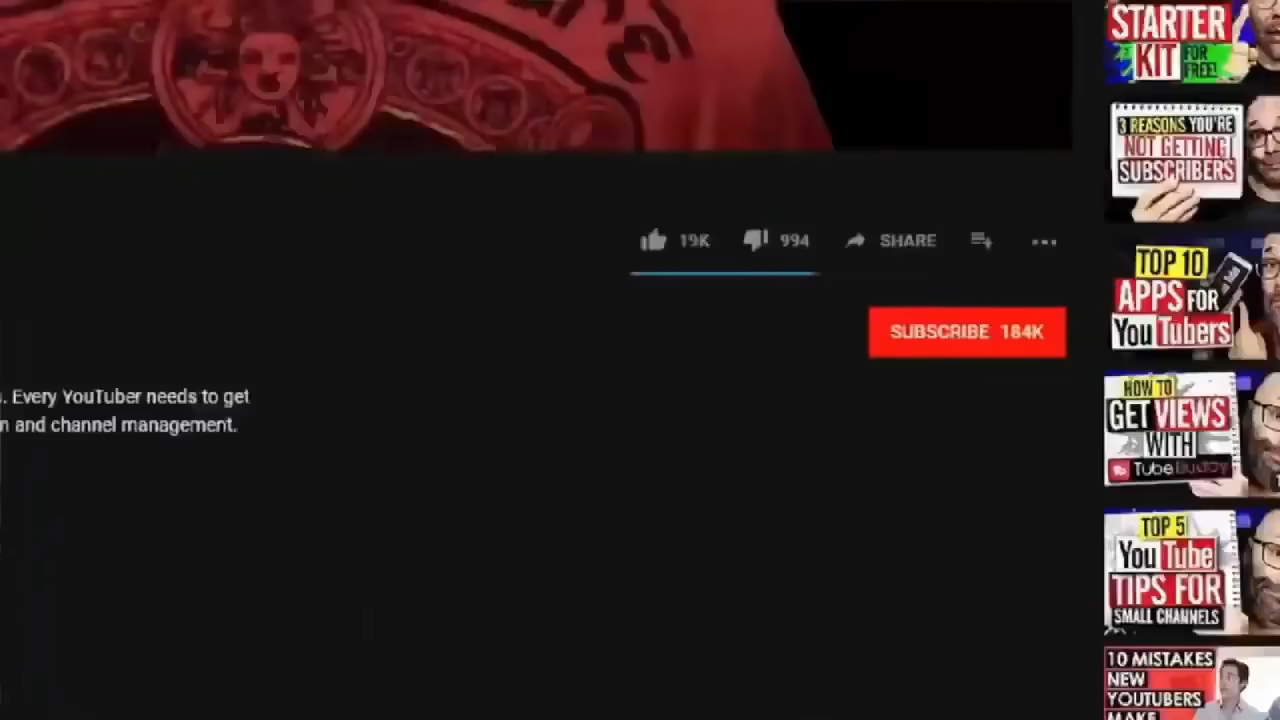 19K
994
SHARE
SUBSCRIBE 184K
. Every YouTuber needs to get
n and channel management.
STARTER
KIT FOR
FREE!
3 REASONS YOU'RE
NOT GETTING
SUBSCRIBERS
TOP 10
APPS FOR
YouTubers
HOW TO
GET VIEWS
WITH
TubeBuddy
TOP 5
YouTube
TIPS FOR
SMALL CHANNELS
10 MISTAKES
NEW
YOUTUBERS
MAKE